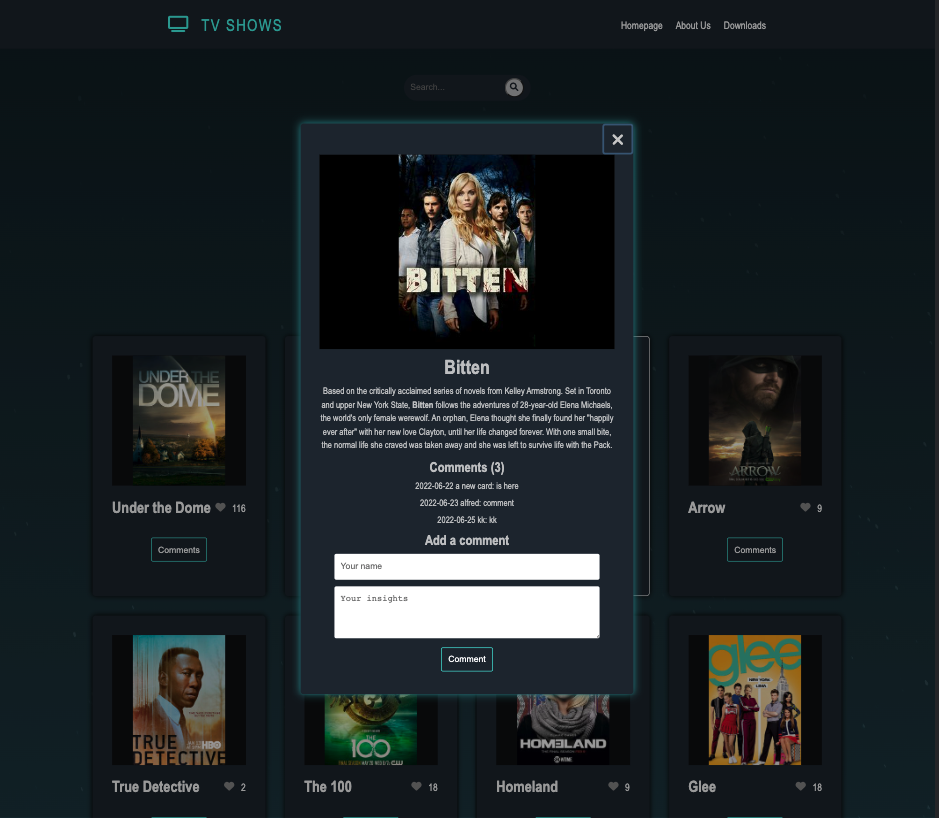 TV SHOWS
Homepage About Us Downloads
Search...
BITTEN
Bitten
Based on the critically acclaimed series of novels from Kelley Armstrong. Set in Toronto
and upper New York State, Bitten follows the adventures of 28-year-old Elena Michaels,
the world's only female werewolf. An orphan, Elena thought she finally found her "happily
ever after" with her new love Clayton, until her life changed forever. With one small bite,
the normal life she craved was taken away and she was left to survive life with the Pack.
Comments (3)
2022-06-22 a new card: is here
2022-06-23 alfred: comment
2022-06-25 kk: kk
Add a comment
Your name
Your insights
Comment
UNDER THE
DOME
Under the Dome 116
Comments
ARROW
Arrow 9
Comments
TRUE
DETECTIVE
HBO
True Detective 2
THE
100
The 100 18
HOMELAND
SHOWTIME
Homeland 9
glee
Glee 18